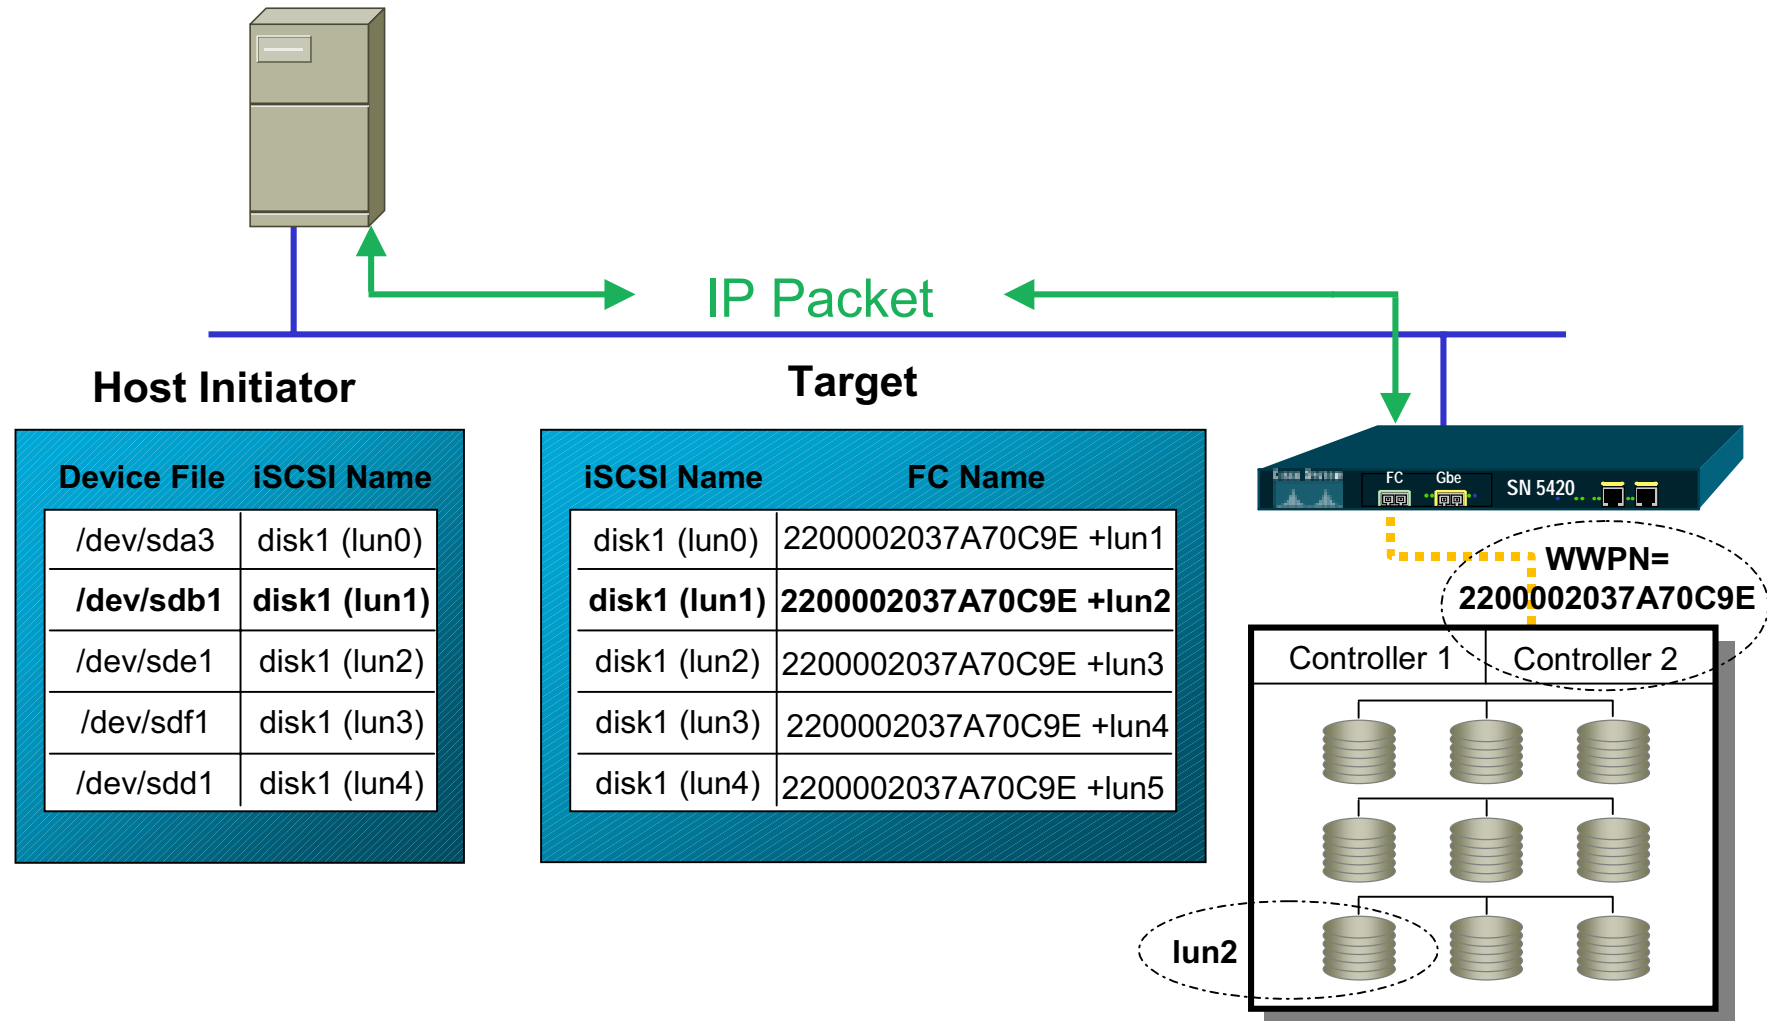 IP Packet
Host Initiator
Target
Device File iSCSI Name
/dev/sda3 disk1 (lun0)
/dev/sdb1 disk1 (lun1)
/dev/sde1 disk1 (lun2)
/dev/sdf1 disk1 (lun3)
/dev/sdd1 disk1 (lun4)
iSCSI Name FC Name
disk1 (lun0) 2200002037A70C9E +lun1
disk1 (lun1) 2200002037A70C9E +lun2
disk1 (lun2) 2200002037A70C9E +lun3
disk1 (lun3) 2200002037A70C9E +lun4
disk1 (lun4) 2200002037A70C9E +lun5
FC Gbe SN 5420
WWPN=
2200002037A70C9E
Controller 1 Controller 2
lun2